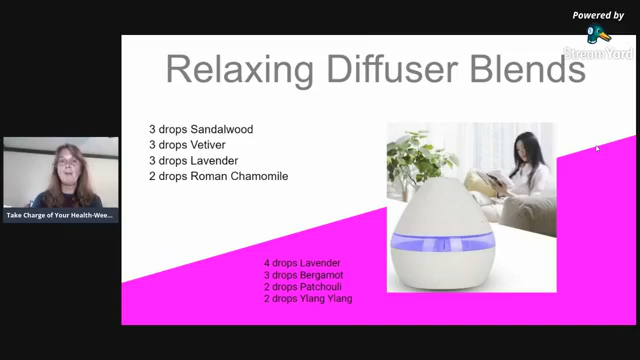 Powered by
StreamYard
Relaxing Diffuser Blends
3 drops Sandalwood
3 drops Vetiver
3 drops Lavender
2 drops Roman Chamomile
Take Charge of Your Health-Wee...
4 drops Lavender
3 drops Bergamot
2 drops Patchouli
2 drops Ylang Ylang